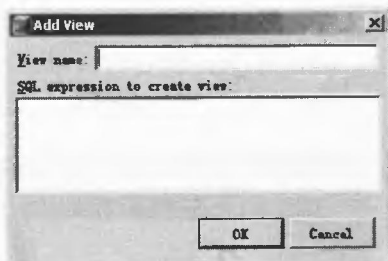 Add View
View name:
SQL expression to create view:
OK
Cancel